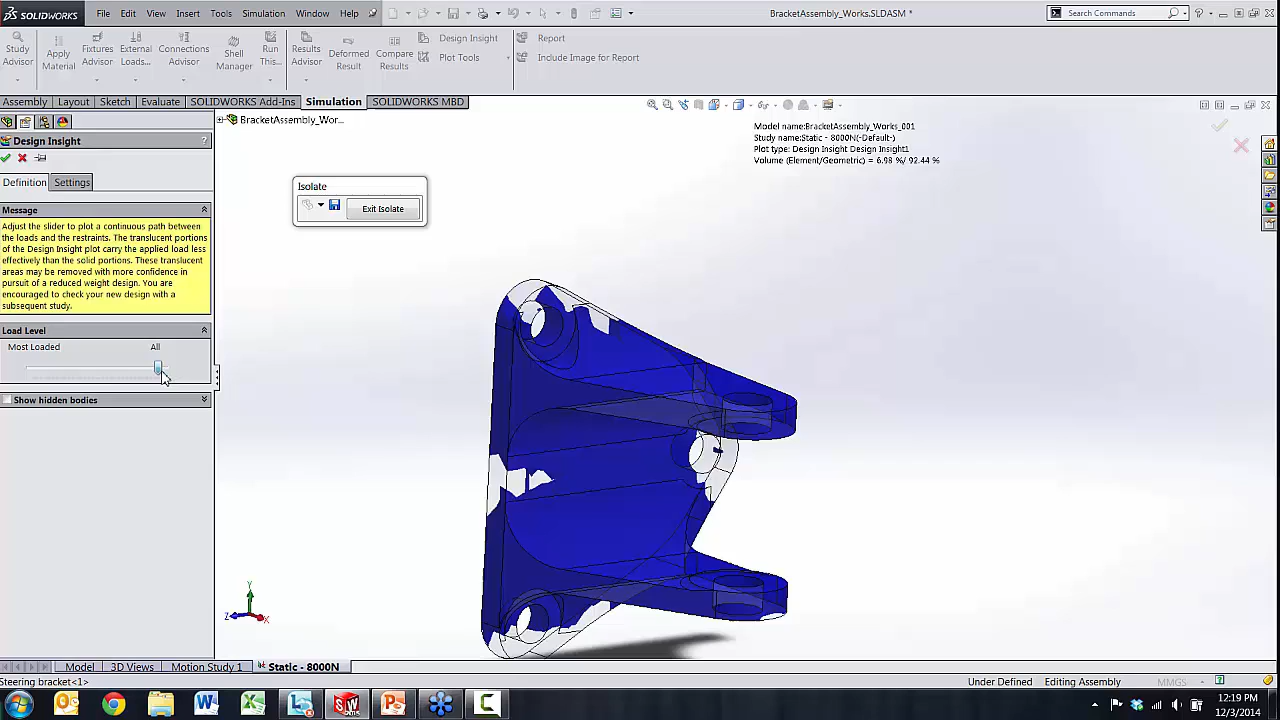 SOLIDWORKS File Edit View Insert Tools Simulation Window Help BracketAssembly_Works.SLDASM * Search Commands
Study Advisor
Apply Material
Fixtures Advisor
External Loads...
Connections Advisor
Shell Manager
Run This...
Results Advisor
Deformed Result
Compare Results
Design Insight
Plot Tools
Report
Include Image for Report
Assembly Layout Sketch Evaluate SOLIDWORKS Add-Ins Simulation SOLIDWORKS MBD
BracketAssembly_Wor...
Model name:BracketAssembly_Works_001
Study name:Static - 8000N(-Default-)
Plot type: Design Insight Design Insight1
Volume (Element/Geometric) = 6.98 %/ 92.44 %
Design Insight ?
Definition Settings
Message
Adjust the slider to plot a continuous path between
the loads and the restraints. The translucent portions
of the Design Insight plot carry the applied load less
effectively than the solid portions. These translucent
areas may be removed with more confidence in
pursuit of a reduced weight design. You are
encouraged to check your new design with a
subsequent study.
Load Level
Most Loaded All
Show hidden bodies
Isolate
Exit Isolate
Y
Z
X
Model 3D Views Motion Study 1 Static - 8000N
Steering bracket<1> Under Defined Editing Assembly MMGS
12:19 PM
12/3/2014